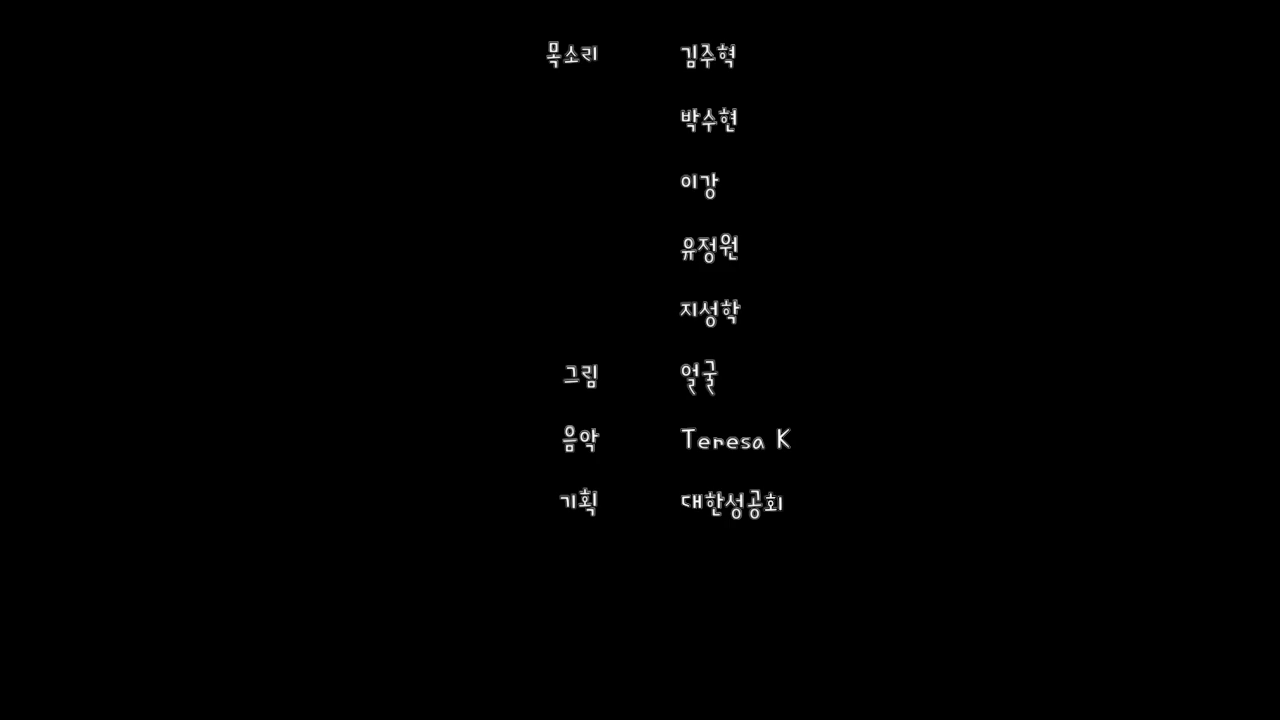 목소리 김주혁
박수현
이강
유정원
지성학
그림 얼굴
음악 Teresa K
기획 대한성공회